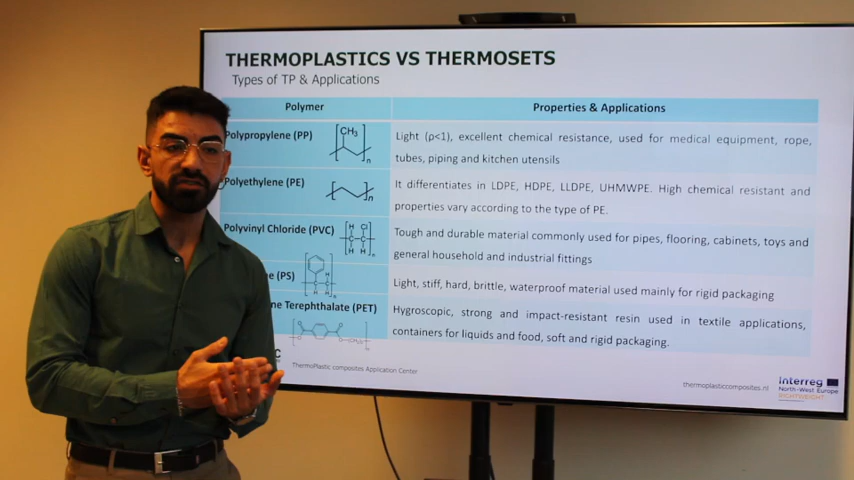 THERMOPLASTICS VS THERMOSETS
Types of TP & Applications
Polymer
Properties & Applications
Polypropylene (PP)
CH₃
n
Light (ρ<1), excellent chemical resistance, used for medical equipment, rope,
tubes, piping and kitchen utensils
Polyethylene (PE)
n
It differentiates in LDPE, HDPE, LLDPE, UHMWPE. High chemical resistant and
properties vary according to the type of PE.
Polyvinyl Chloride (PVC)
H Cl
C C
H H
n
Tough and durable material commonly used for pipes, flooring, cabinets, toys and
general household and industrial fittings
(PS)
Light, stiff, hard, brittle, waterproof material used mainly for rigid packaging
Terephthalate (PET)
Hygroscopic, strong and impact-resistant resin used in textile applications,
containers for liquids and food, soft and rigid packaging.
ThermoPlastic composites Application Center
thermoplasticcomposites.nl
Interreg
North-West Europe